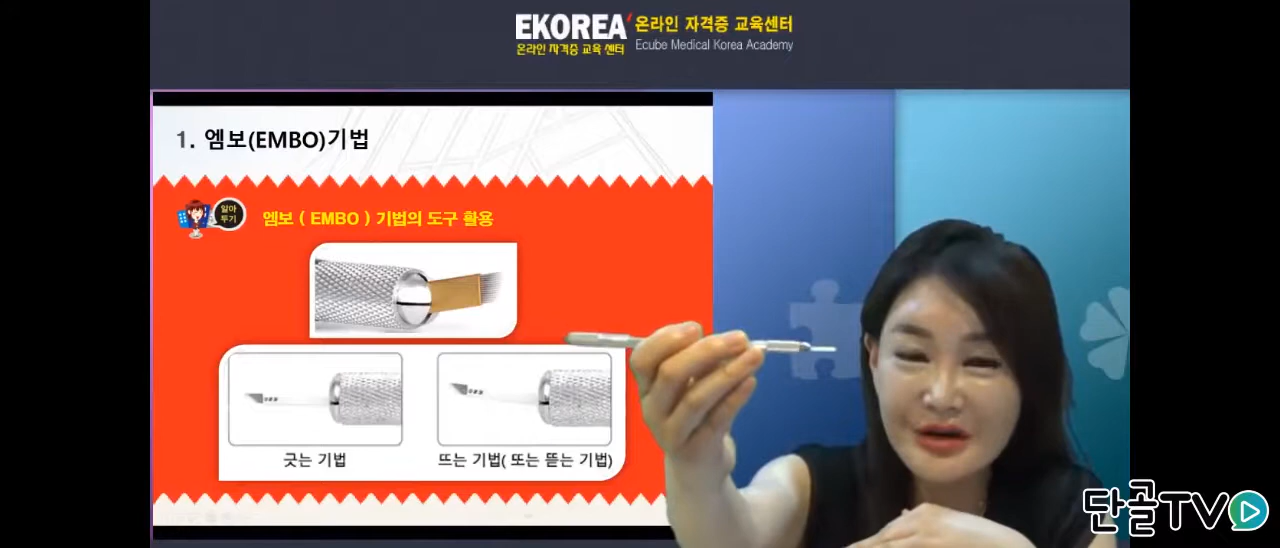 EKOREA
온라인 자격증 교육 센터
온라인 자격증 교육센터
Ecube Medical Korea Academy
1. 엠보(EMBO)기법
알아
두기
엠보 ( EMBO ) 기법의 도구 활용
긋는 기법
뜨는 기법( 또는 뜯는 기법)
단골TV